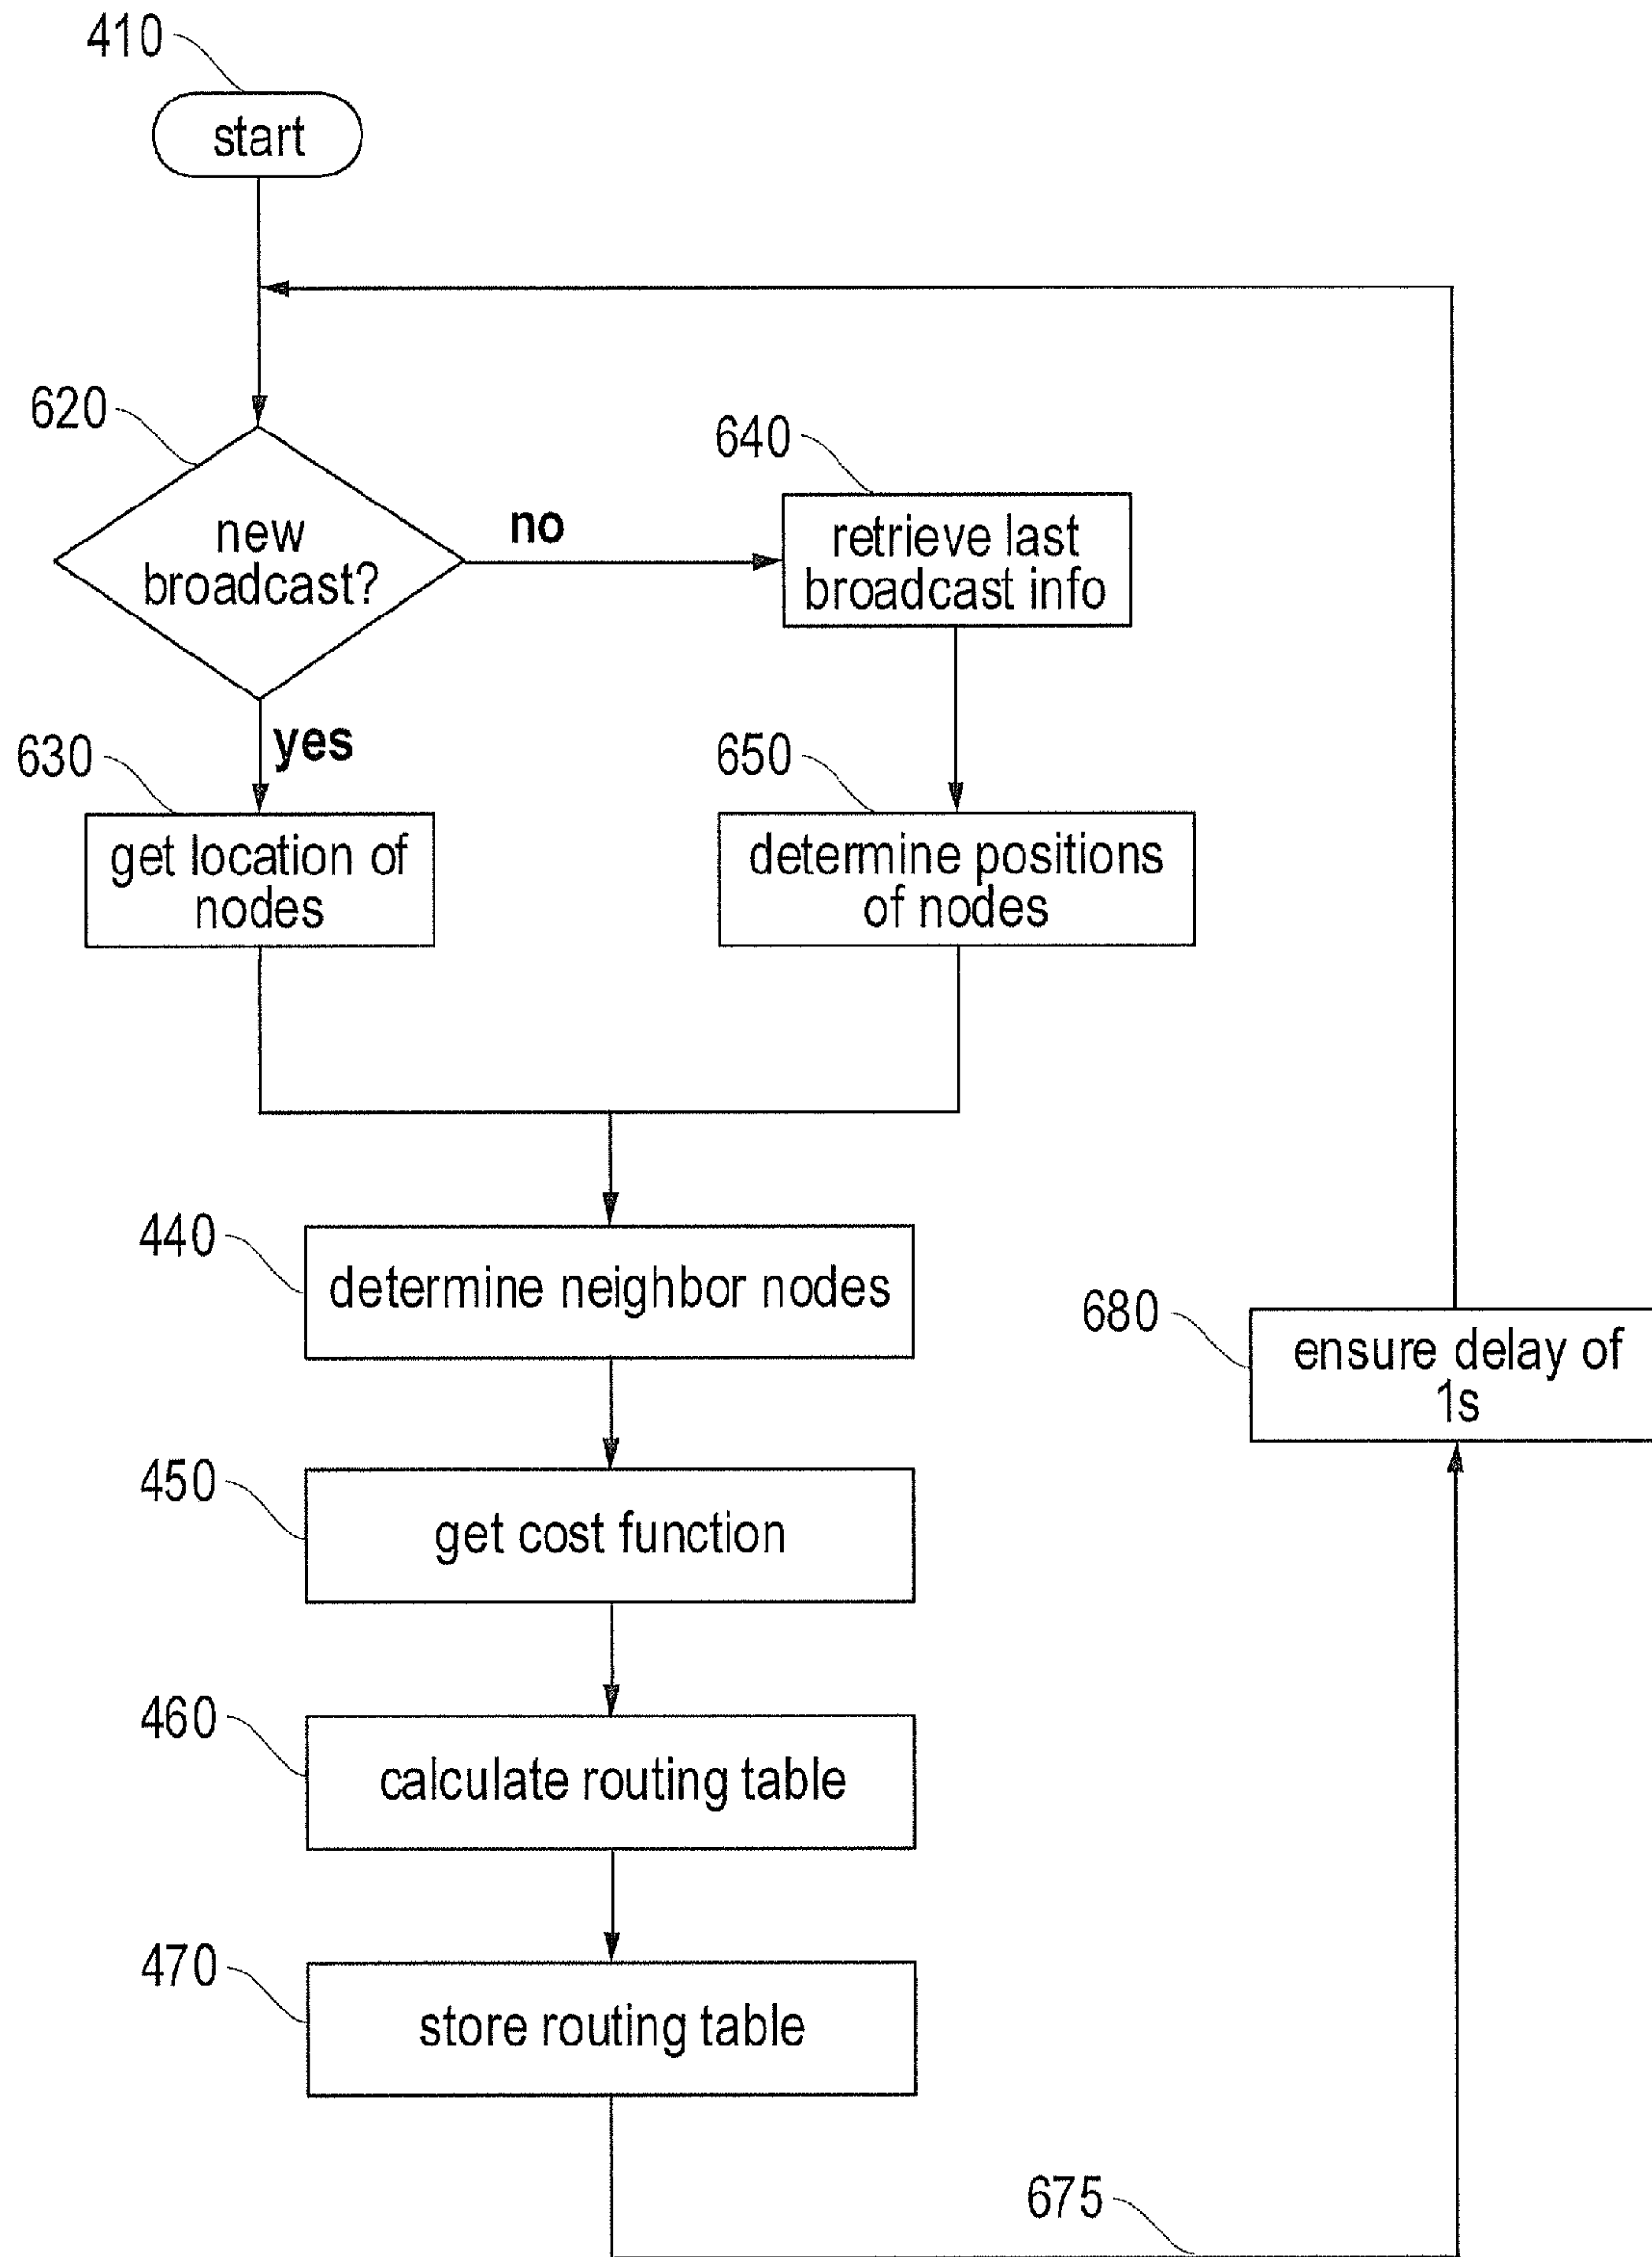 410
start
620
new
broadcast?
no
640
retrieve last
broadcast info
yes
630
get location of
nodes
650
determine positions
of nodes
440
determine neighbor nodes
680
ensure delay of
1s
450
get cost function
460
calculate routing table
470
store routing table
675